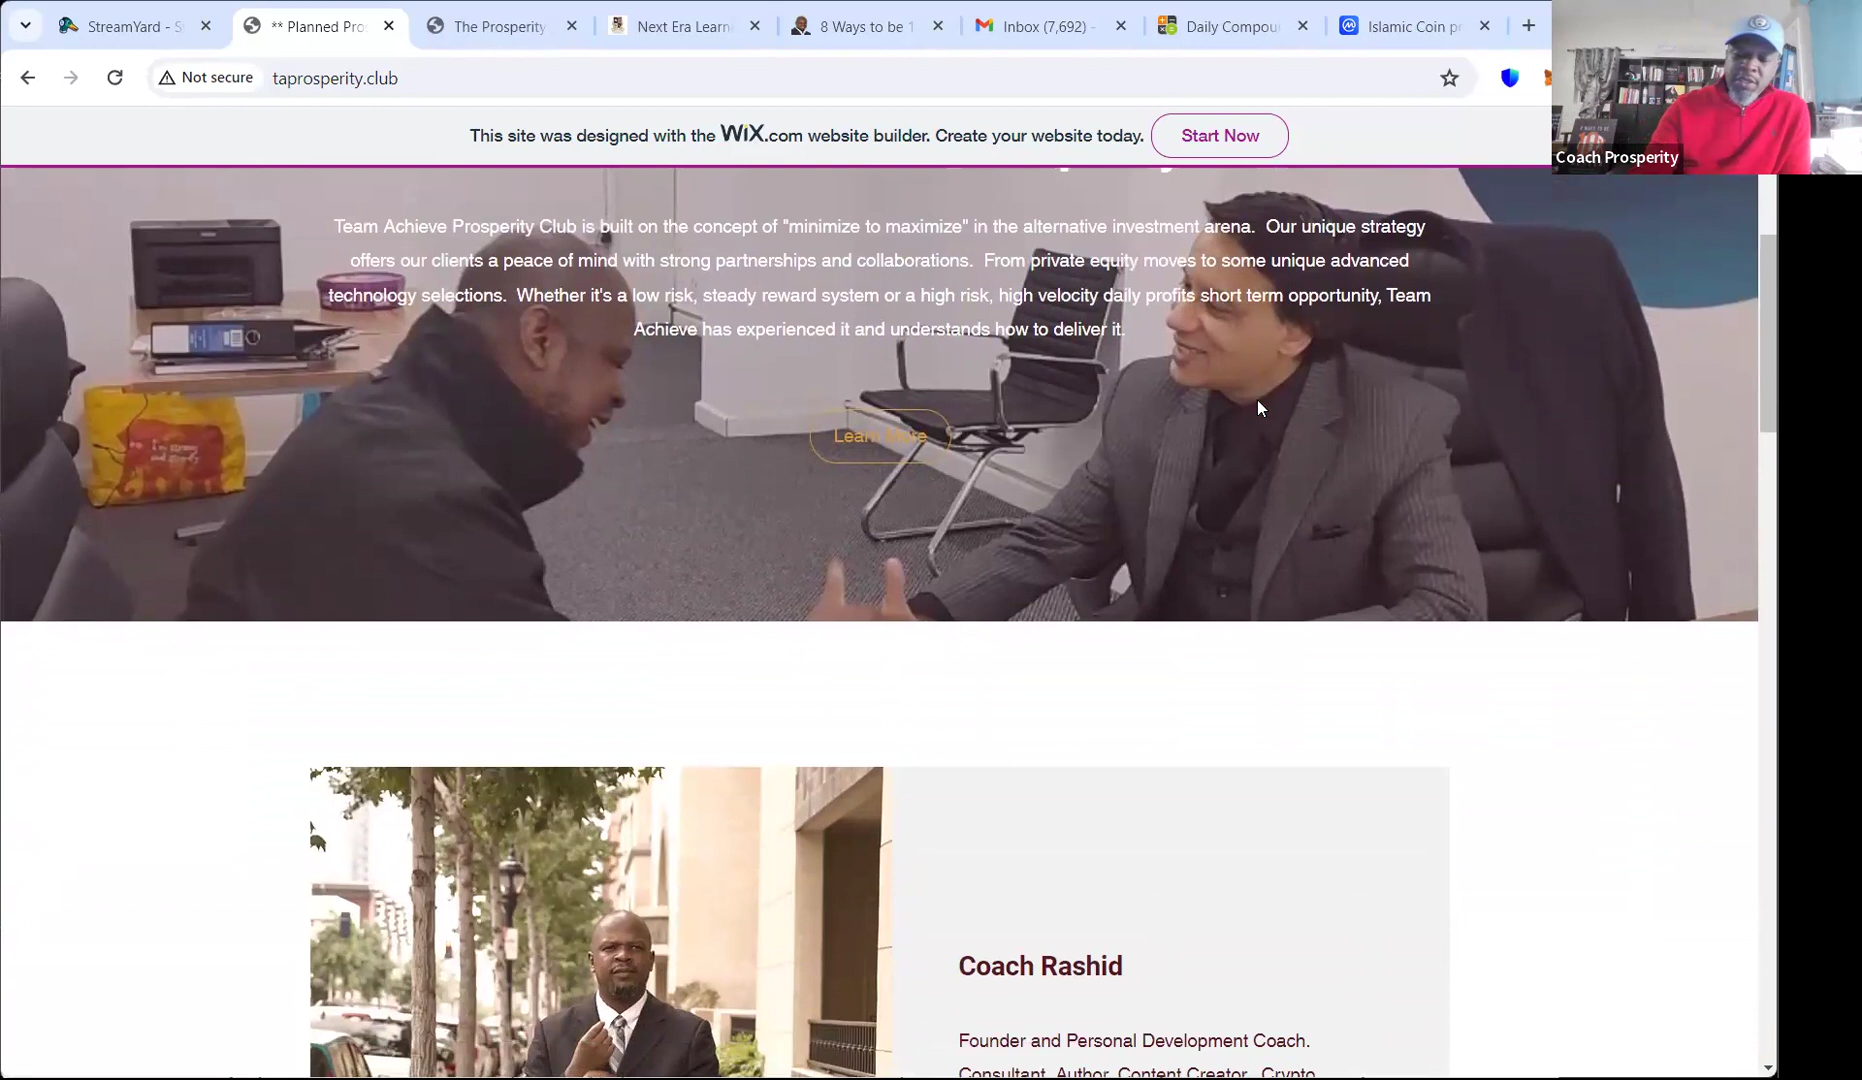 StreamYard - S
** Planned Pro
The Prosperity
Next Era Learn
8 Ways to be
Inbox (7,692) -
Daily Compou
Islamic Coin p
Not secure
taprosperity.club
This site was designed with the WiX.com website builder. Create your website today.
Start Now
Coach Prosperity
Team Achieve Prosperity Club is built on the concept of "minimize to maximize" in the alternative investment arena. Our unique strategy
offers our clients a peace of mind with strong partnerships and collaborations. From private equity moves to some unique advanced
technology selections. Whether it's a low risk, steady reward system or a high risk, high velocity daily profits short term opportunity, Team
Achieve has experienced it and understands how to deliver it.
Learn More
Coach Rashid
Founder and Personal Development Coach.
Consultant, Author, Content Creator, Crypto